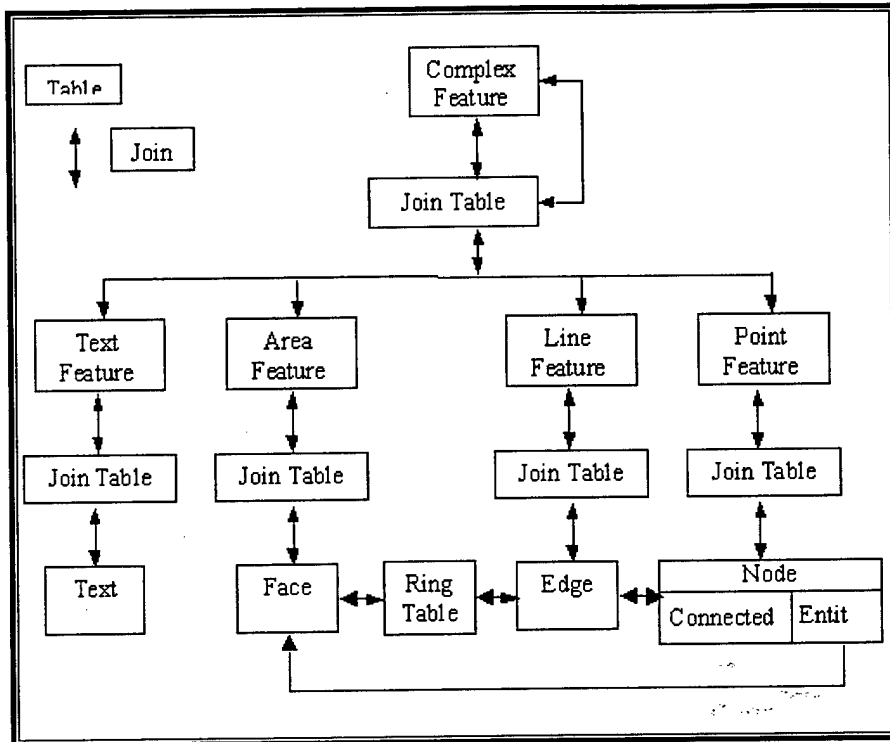 Complex
Feature
Table
Join
Join Table
Text
Feature
Area
Feature
Line
Feature
Point
Feature
Join Table
Join Table
Join Table
Join Table
Text
Face
Ring
Table
Edge
Node
Connected
Entit